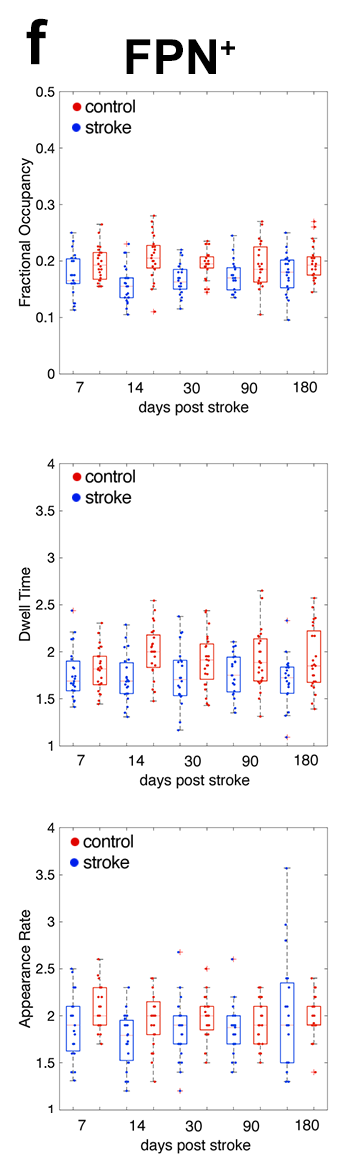 f
FPN+
0.5
control
stroke
0.4
0.3
0.2
0.1
0
Fractional Occupancy
7 14 30 90 180
days post stroke
4
control
stroke
3.5
3
2.5
2
1.5
1
Dwell Time
7 14 30 90 180
days post stroke
4
control
stroke
3.5
3
2.5
2
1.5
1
Appearance Rate
7 14 30 90 180
days post stroke